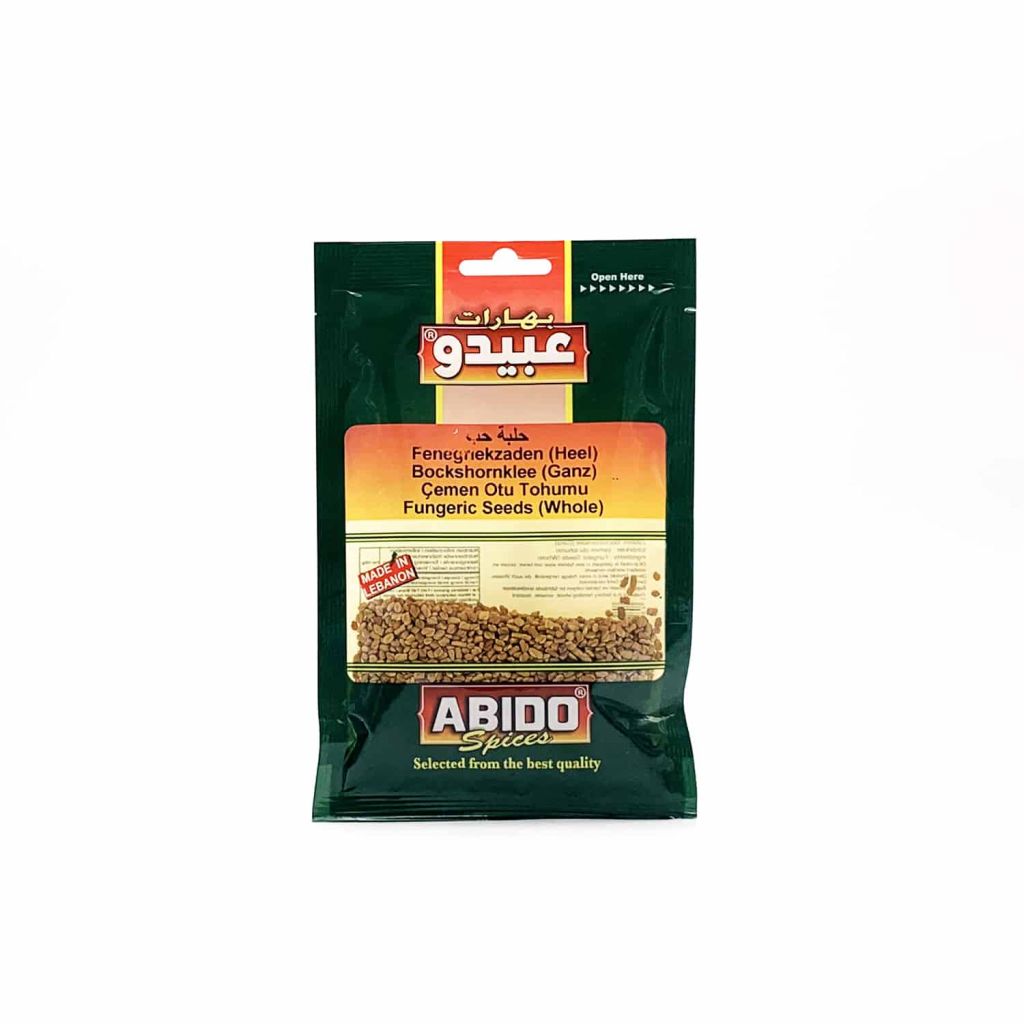 Open Here
بهارات
عبيدو ®
حلبة حب
Fenegriekzaden (Heel)
Bockshornklee (Ganz)
Çemen Otu Tohumu
Fungeric Seeds (Whole)
MADE IN
LEBANON
ABIDO ®
Spices
Selected from the best quality